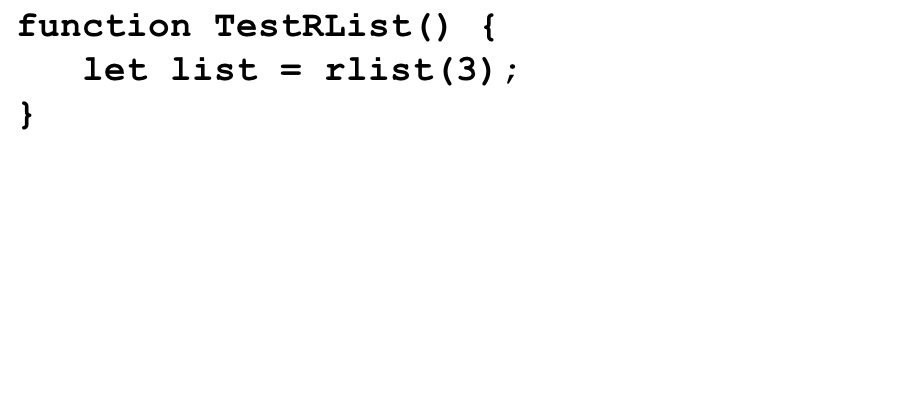 function TestRList() {
   let list = rlist(3);
}